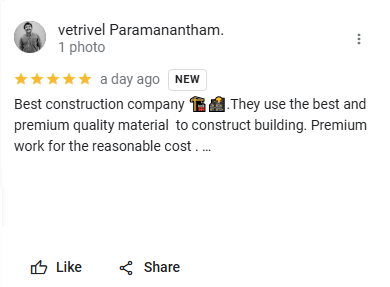 vetrivel Paramanantham.
1 photo
★★★★★ a day ago NEW
Best construction company 🏗️🏫.They use the best and
premium quality material to construct building. Premium
work for the reasonable cost . ...
Like Share